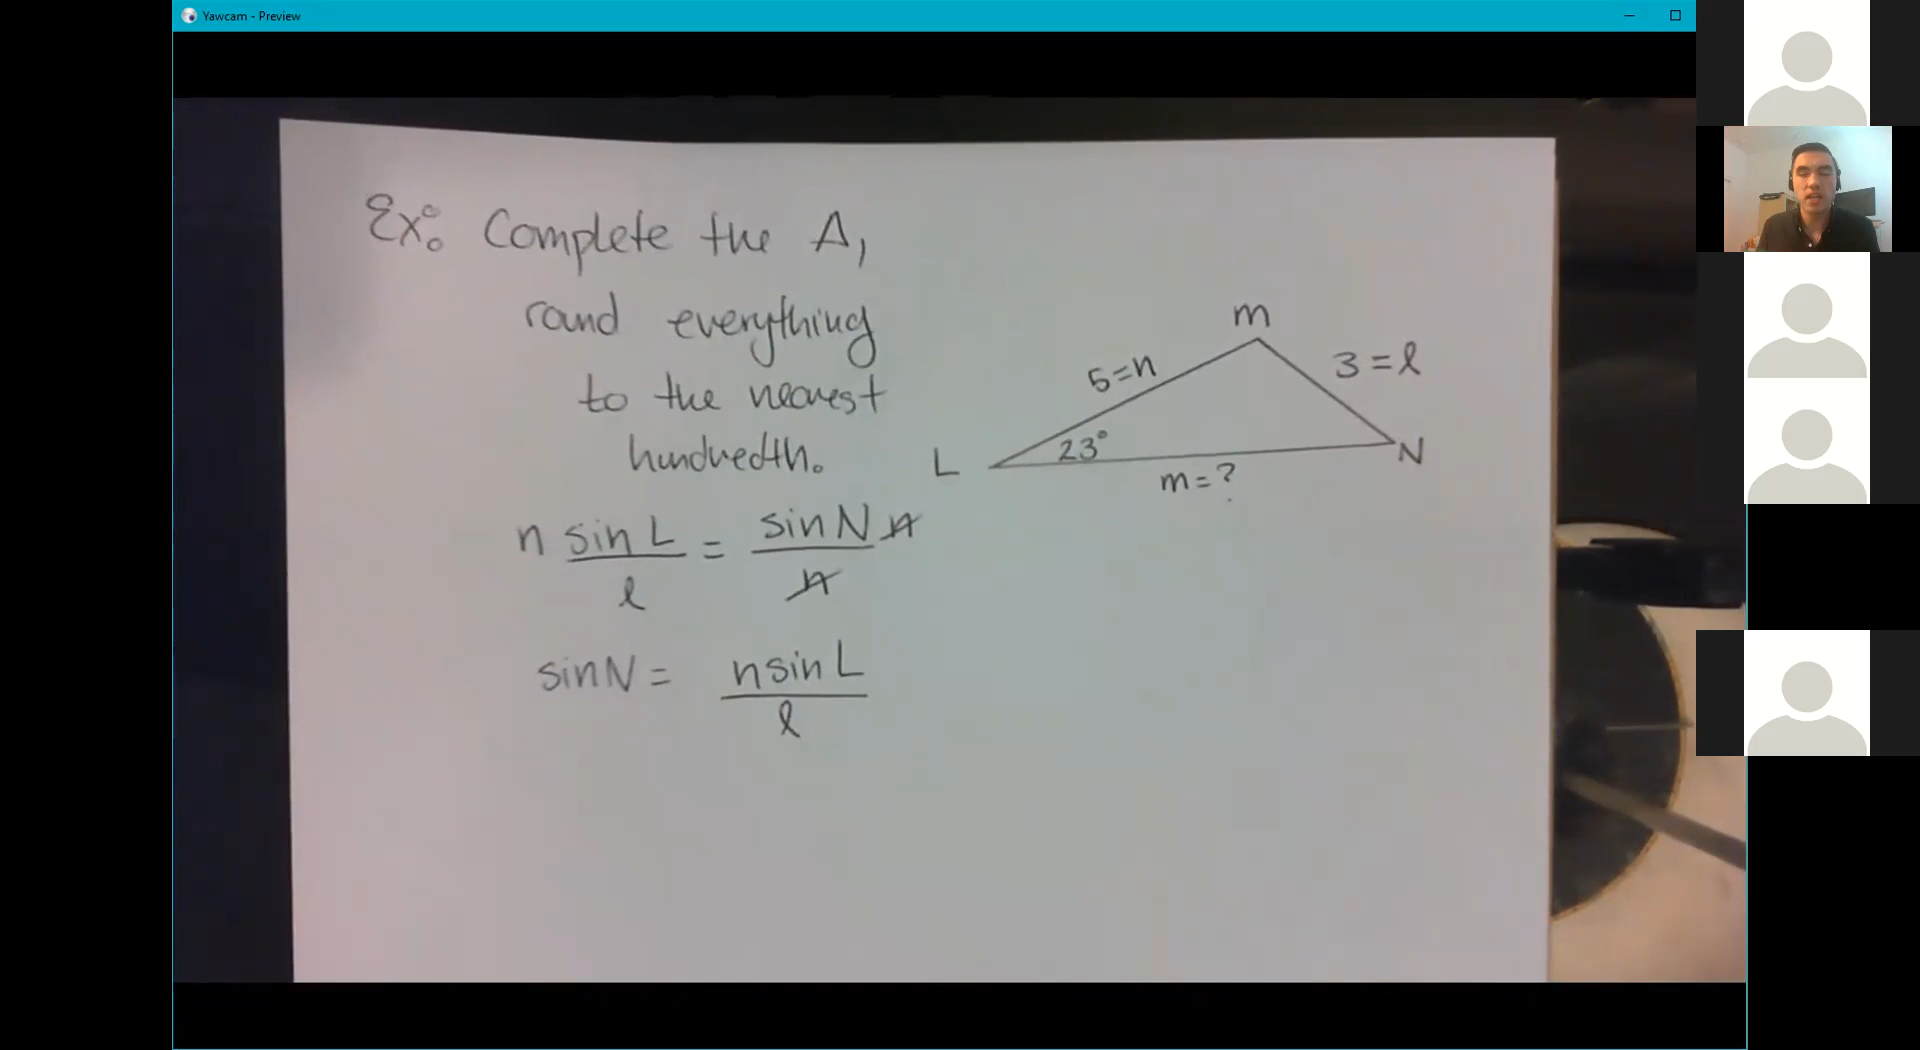 Yawcam - Preview
Ex: Complete the Δ,
round everything
to the nearest
hundredth.
m
5=n
3=l
L
23°
N
m=?
n sin L / l = sin N n / n
sin N = n sin L / l